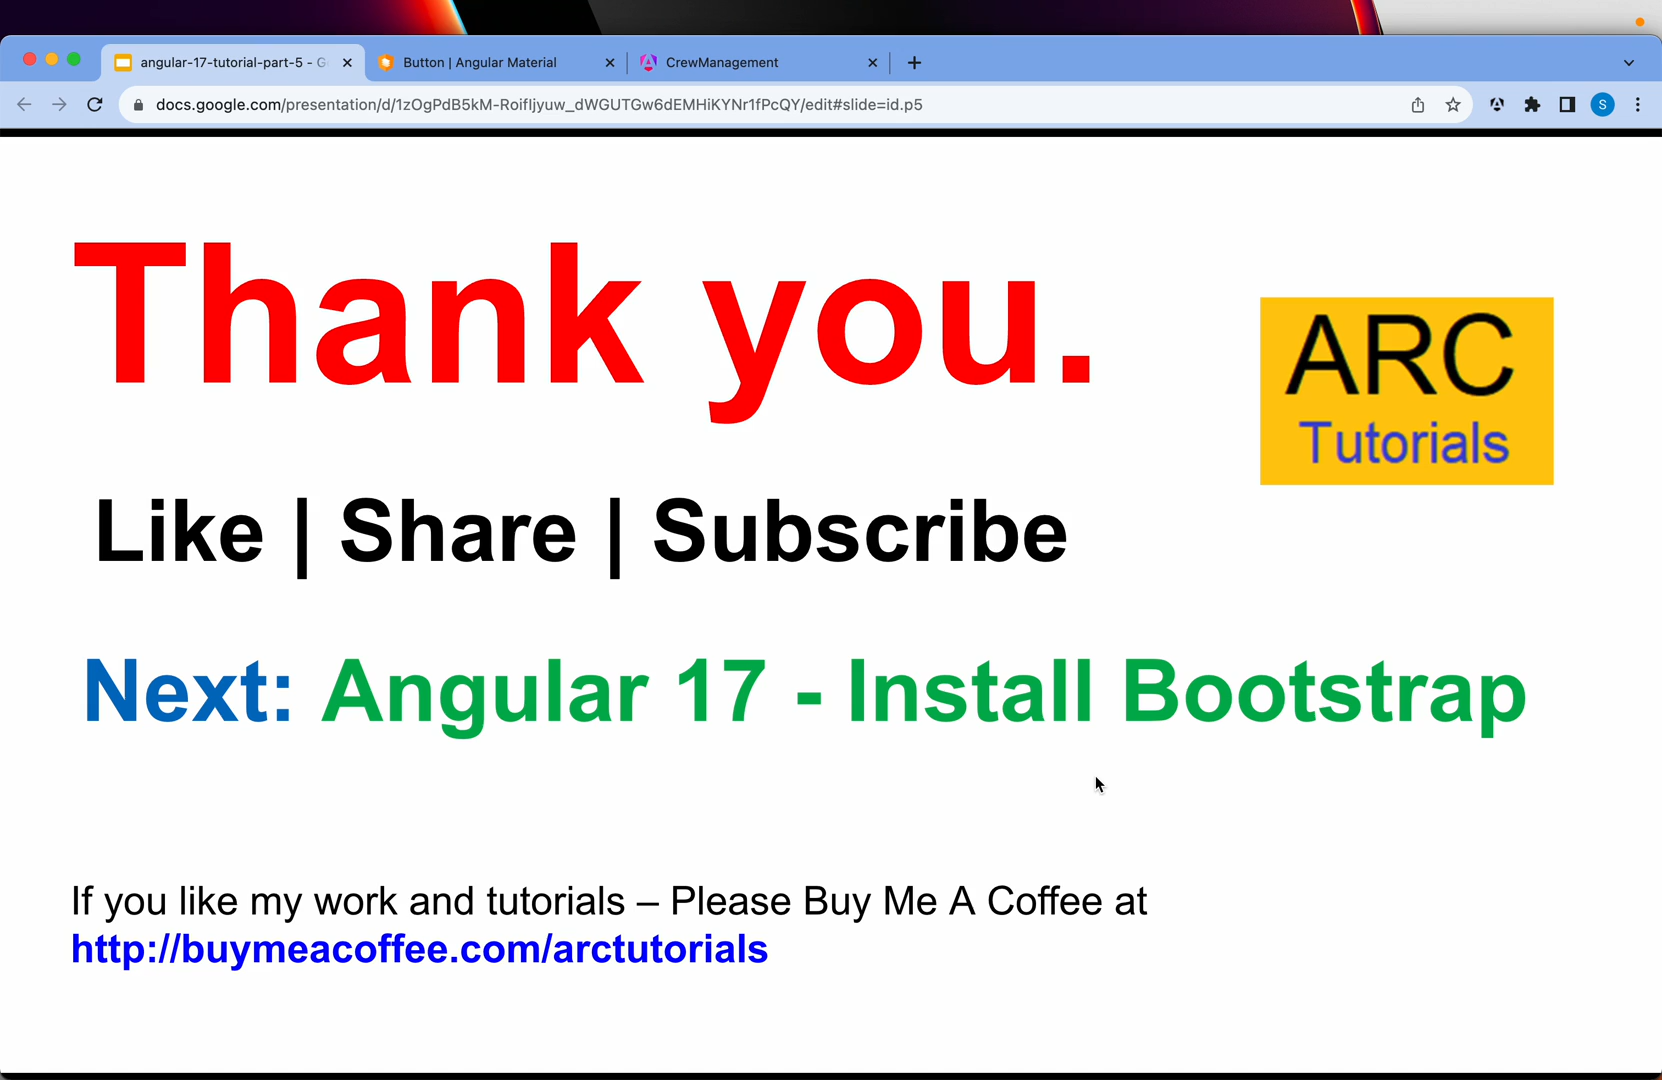 angular-17-tutorial-part-5 - G
Button | Angular Material
CrewManagement
docs.google.com/presentation/d/1zOgPdB5kM-RoifIjyuw_dWGUTGw6dEMHiKYNr1fPcQY/edit#slide=id.p5
S
Thank you.
ARC
Tutorials
Like | Share | Subscribe
Next: Angular 17 - Install Bootstrap
If you like my work and tutorials – Please Buy Me A Coffee at
http://buymeacoffee.com/arctutorials